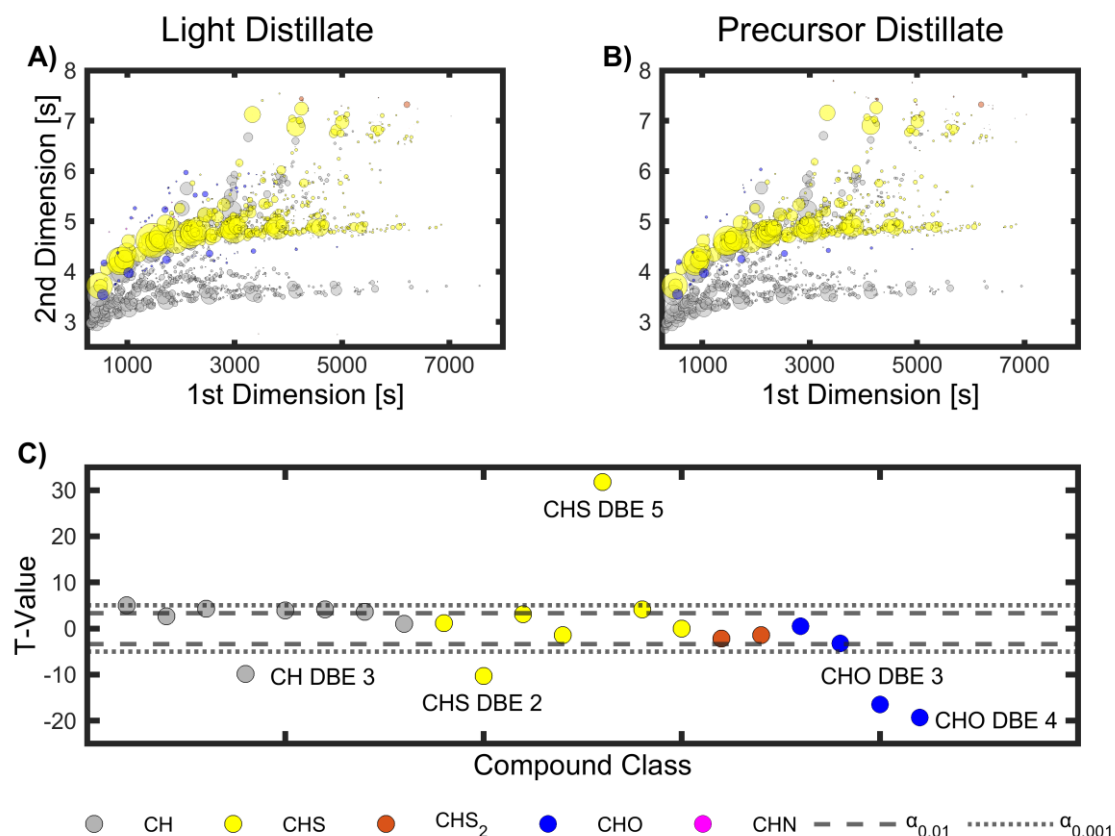 Light Distillate
Precursor Distillate
A)
B)
8
7
6
5
4
3
2nd Dimension [s]
1000 3000 5000 7000
1st Dimension [s]
8
7
6
5
4
3
1000 3000 5000 7000
1st Dimension [s]
C)
30
20
10
0
-10
-20
T-Value
CHS DBE 5
CH DBE 3
CHS DBE 2
CHO DBE 3
CHO DBE 4
Compound Class
CH CHS CHS₂ CHO CHN α₀.₀₁ α₀.₀₀₁